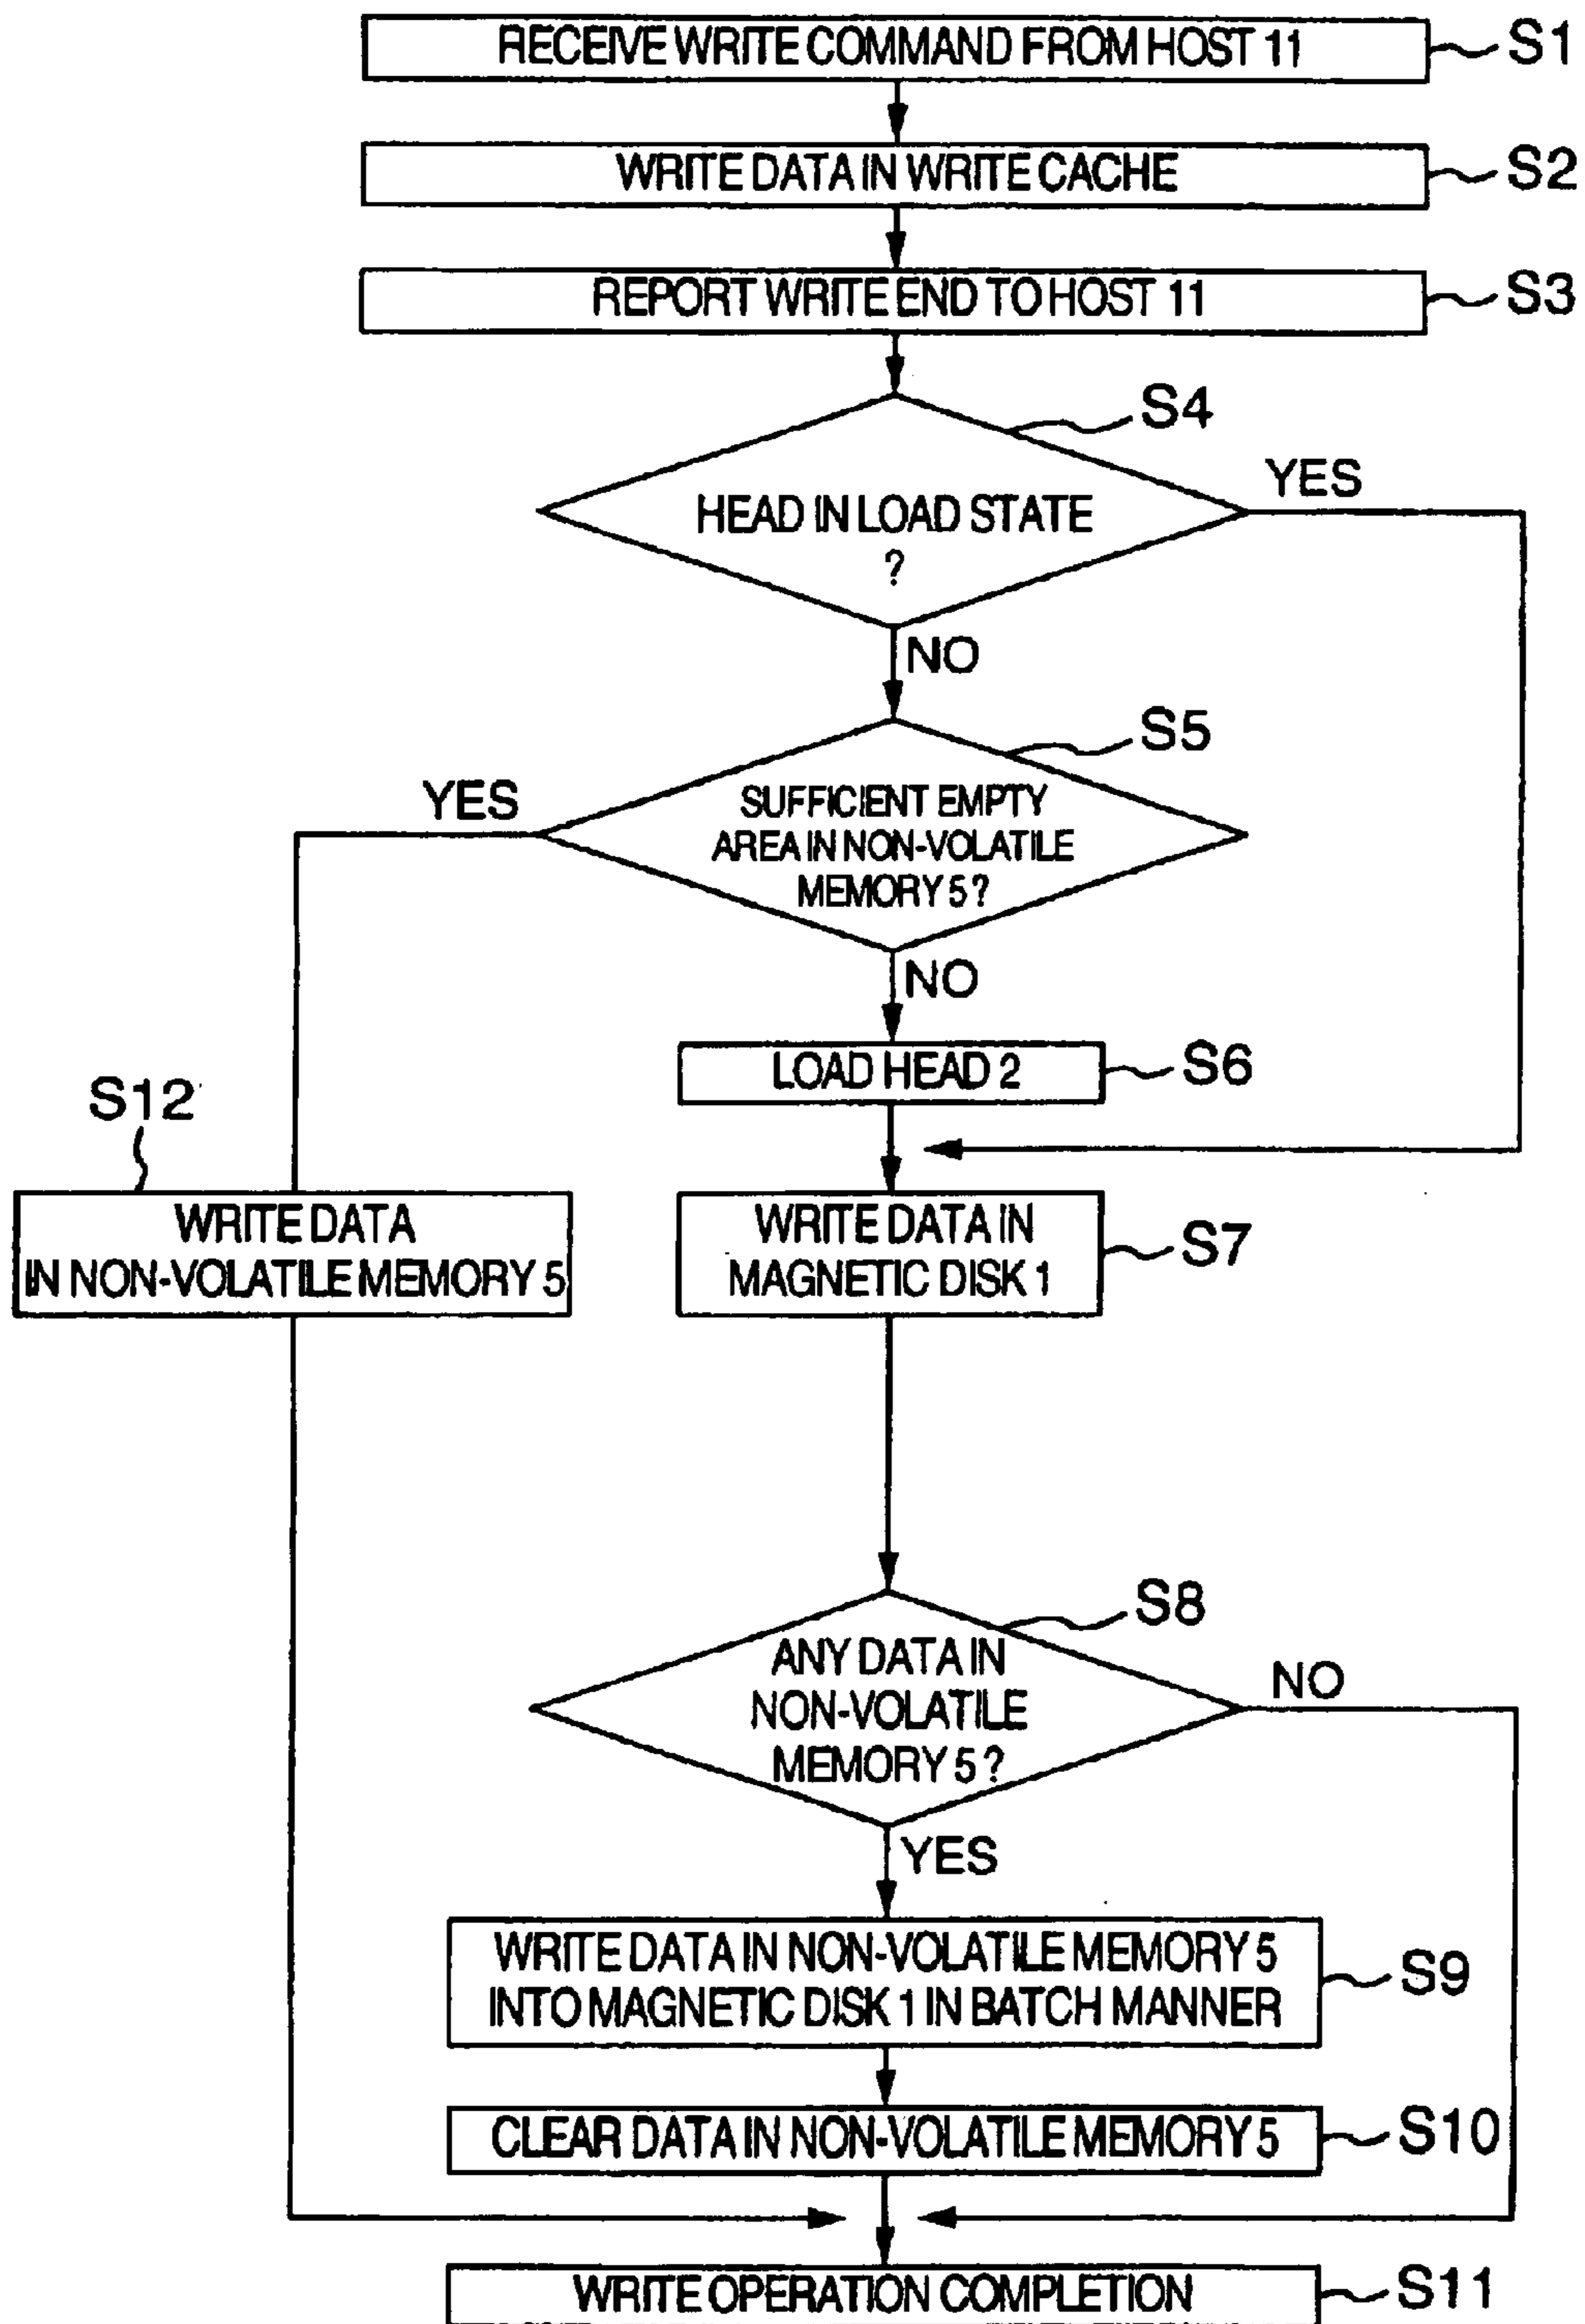 RECEIVE WRITE COMMAND FROM HOST 11
S1
WRITE DATA IN WRITE CACHE
S2
REPORT WRITE END TO HOST 11
S3
S4
HEAD IN LOAD STATE
?
YES
NO
S5
YES
SUFFICIENT EMPTY
AREA IN NON-VOLATILE
MEMORY 5?
NO
LOAD HEAD 2
S6
S12
WRITE DATA
IN NON-VOLATILE MEMORY 5
WRITE DATA IN
MAGNETIC DISK 1
S7
S8
ANY DATA IN
NON-VOLATILE
MEMORY 5?
NO
YES
WRITE DATA IN NON-VOLATILE MEMORY 5
INTO MAGNETIC DISK 1 IN BATCH MANNER
S9
CLEAR DATA IN NON-VOLATILE MEMORY 5
S10
WRITE OPERATION COMPLETION
S11